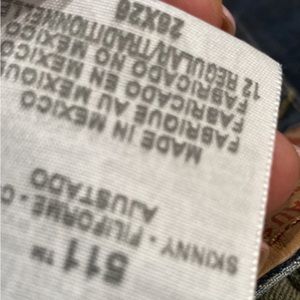 511™
SKINNY - FILIFORME -
AJUSTADO
MADE IN MEXICO
FABRIQUE AU MEXIQUE
FABRICADO EN MEXICO
FABRICADO NO MEXICO
12 REGULAR/TRADITIONNEL
26X26